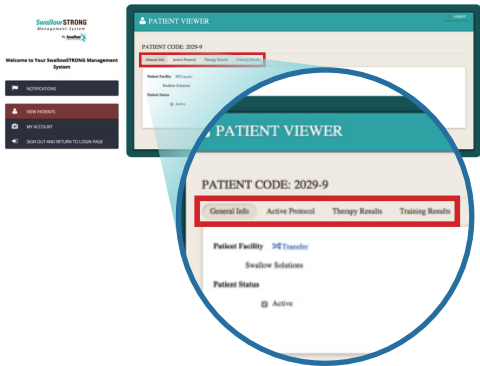 SwallowSTRONG
Management System
By Swallow
Welcome to Your SwallowSTRONG Management
System
NOTIFICATIONS
VIEW PATIENTS
MY ACCOUNT
SIGN OUT AND RETURN TO LOGIN PAGE
PATIENT VIEWER
LOGOUT
PATIENT CODE: 2029-9
General Info Active Protocol Therapy Results Training Results
Patient Facility Transfer
Swallow Solutions
Patient Status
Active
PATIENT VIEWER
PATIENT CODE: 2029-9
General Info Active Protocol Therapy Results Training Results
Patient Facility Transfer
Swallow Solutions
Patient Status
Active